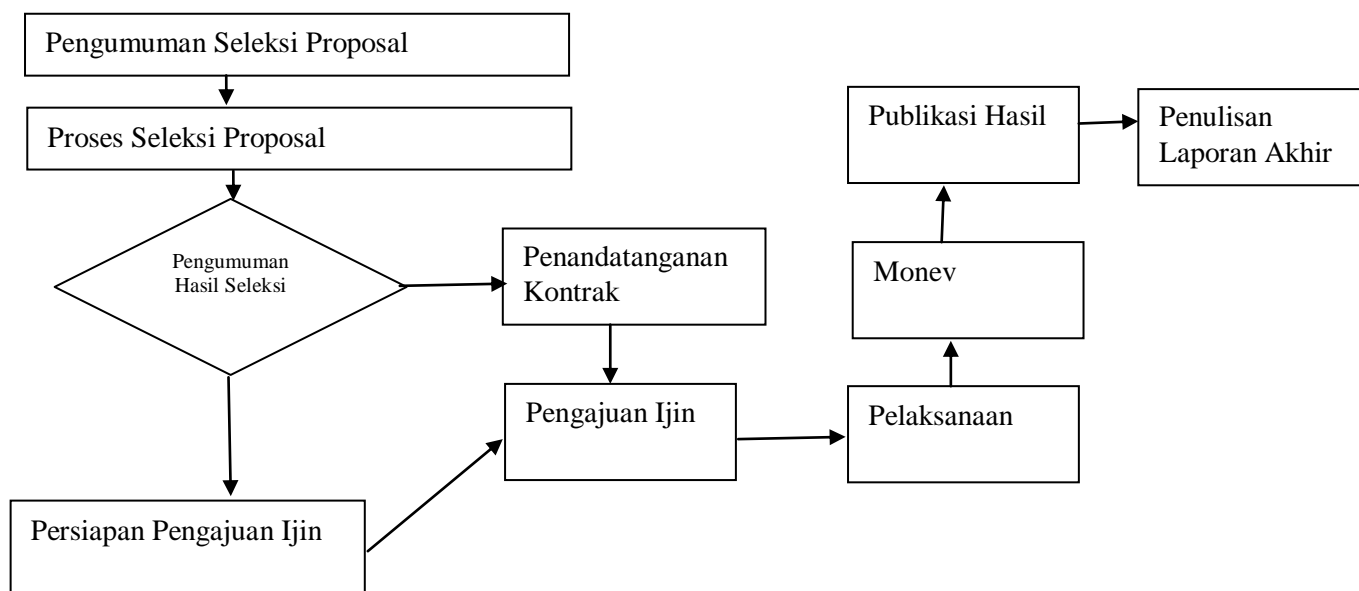 Pengumuman Seleksi Proposal
Proses Seleksi Proposal
Pengumuman
Hasil Seleksi
Penandatanganan
Kontrak
Persiapan Pengajuan Ijin
Pengajuan Ijin
Pelaksanaan
Monev
Publikasi Hasil
Penulisan
Laporan Akhir